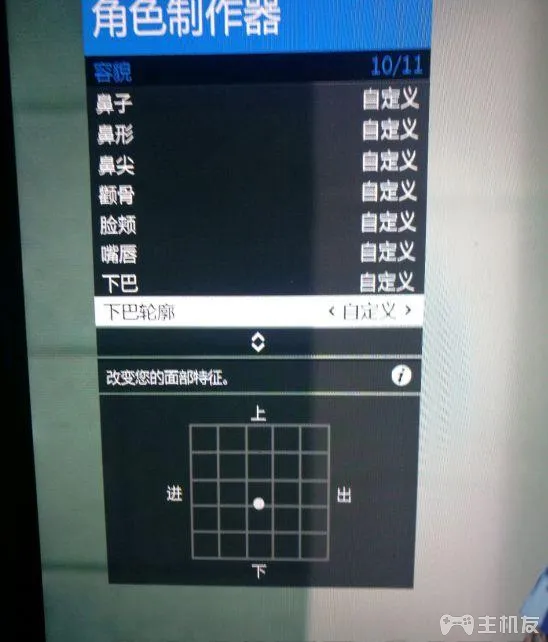 角色制作器
容貌 10/11
鼻子 自定义
鼻形 自定义
鼻尖 自定义
颧骨 自定义
脸颊 自定义
嘴唇 自定义
下巴 自定义
下巴轮廓 < 自定义 >
改变您的面部特征。
上
进 出
下
主机友